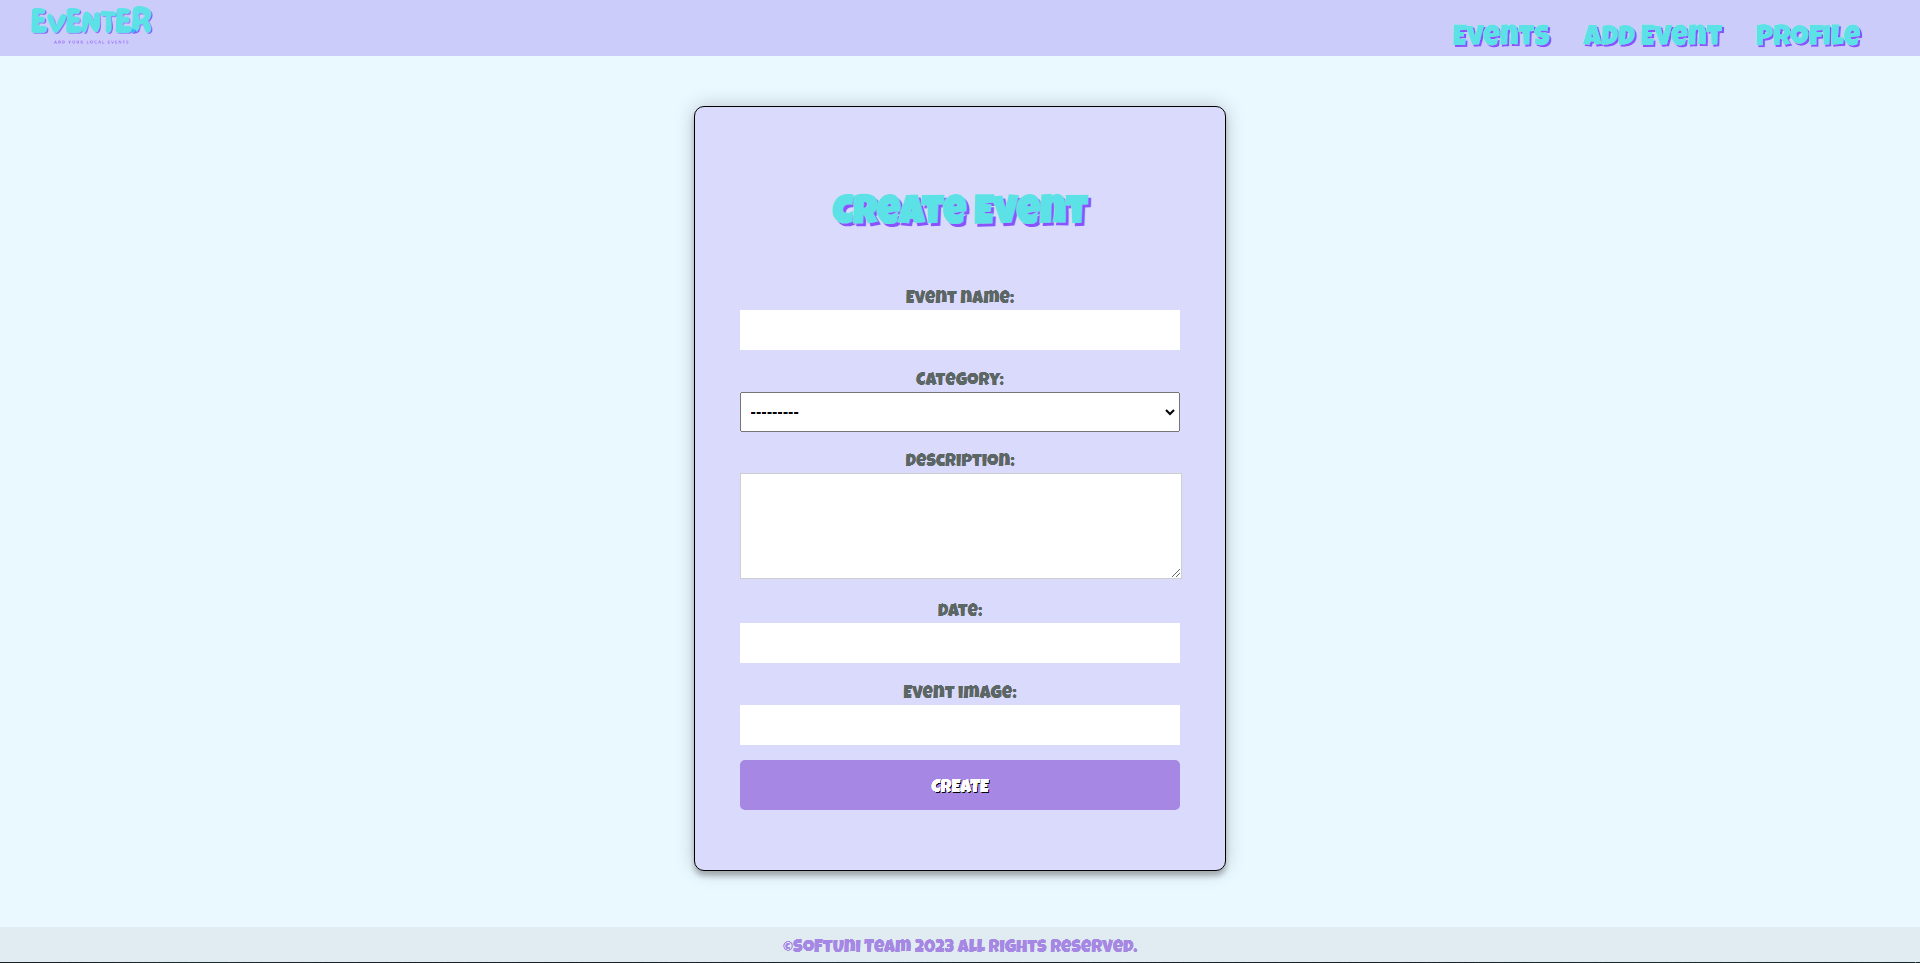 EVENTER
AND YOUR LOCAL EVENTS
Events Add Event Profile
Create Event
Event name:
Category:
---------
Description:
Date:
Event Image:
CREATE
©SoftUni Team 2023 All rights reserved.